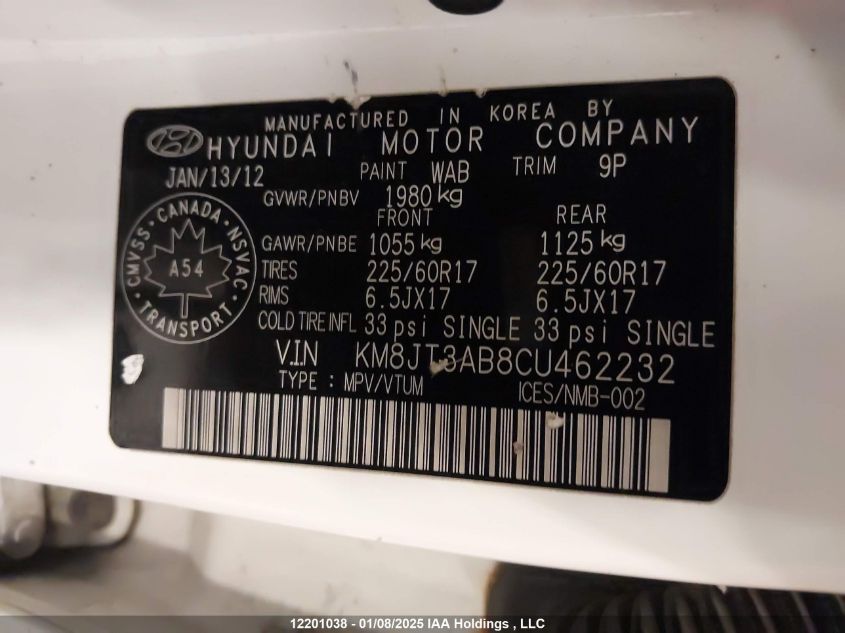 MANUFACTURED IN KOREA BY
HYUNDAI MOTOR COMPANY
JAN/13/12 PAINT WAB TRIM 9P
GVWR/PNBV 1980 kg
FRONT REAR
GAWR/PNBE 1055 kg 1125 kg
TIRES 225/60R17 225/60R17
RIMS 6.5JX17 6.5JX17
COLD TIRE INFL 33 psi SINGLE 33 psi SINGLE
CMVSS · CANADA · NSVAC · TRANSPORT
A54
V.I.N KM8JT3AB8CU462232
TYPE : MPV/VTUM ICES/NMB-002
12201038 - 01/08/2025 IAA Holdings , LLC